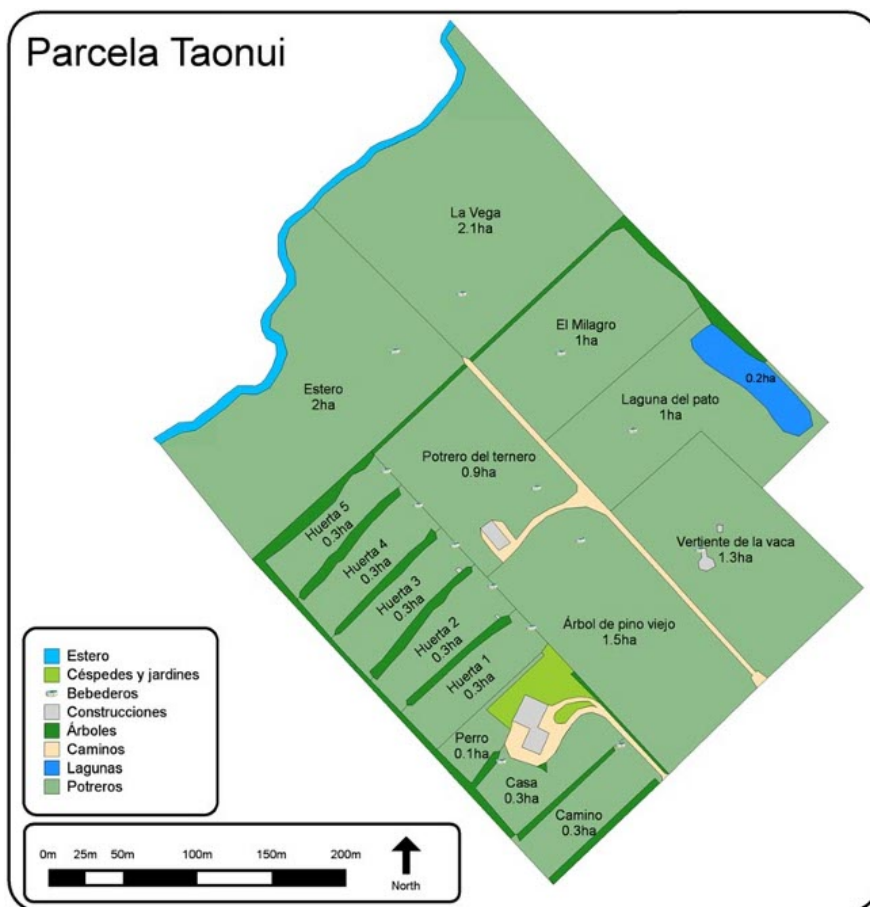 Parcela Taonui
La Vega
2.1ha
El Milagro
1ha
0.2ha
Estero
2ha
Laguna del pato
1ha
Potrero del ternero
0.9ha
Huerta 5
0.3ha
Huerta 4
0.3ha
Huerta 3
0.3ha
Huerta 2
0.3ha
Huerta 1
0.3ha
Vertiente de la vaca
1.3ha
Árbol de pino viejo
1.5ha
Perro
0.1ha
Casa
0.3ha
Camino
0.3ha
Estero
Céspedes y jardines
Bebederos
Construcciones
Árboles
Caminos
Lagunas
Potreros
0m 25m 50m 100m 150m 200m
North